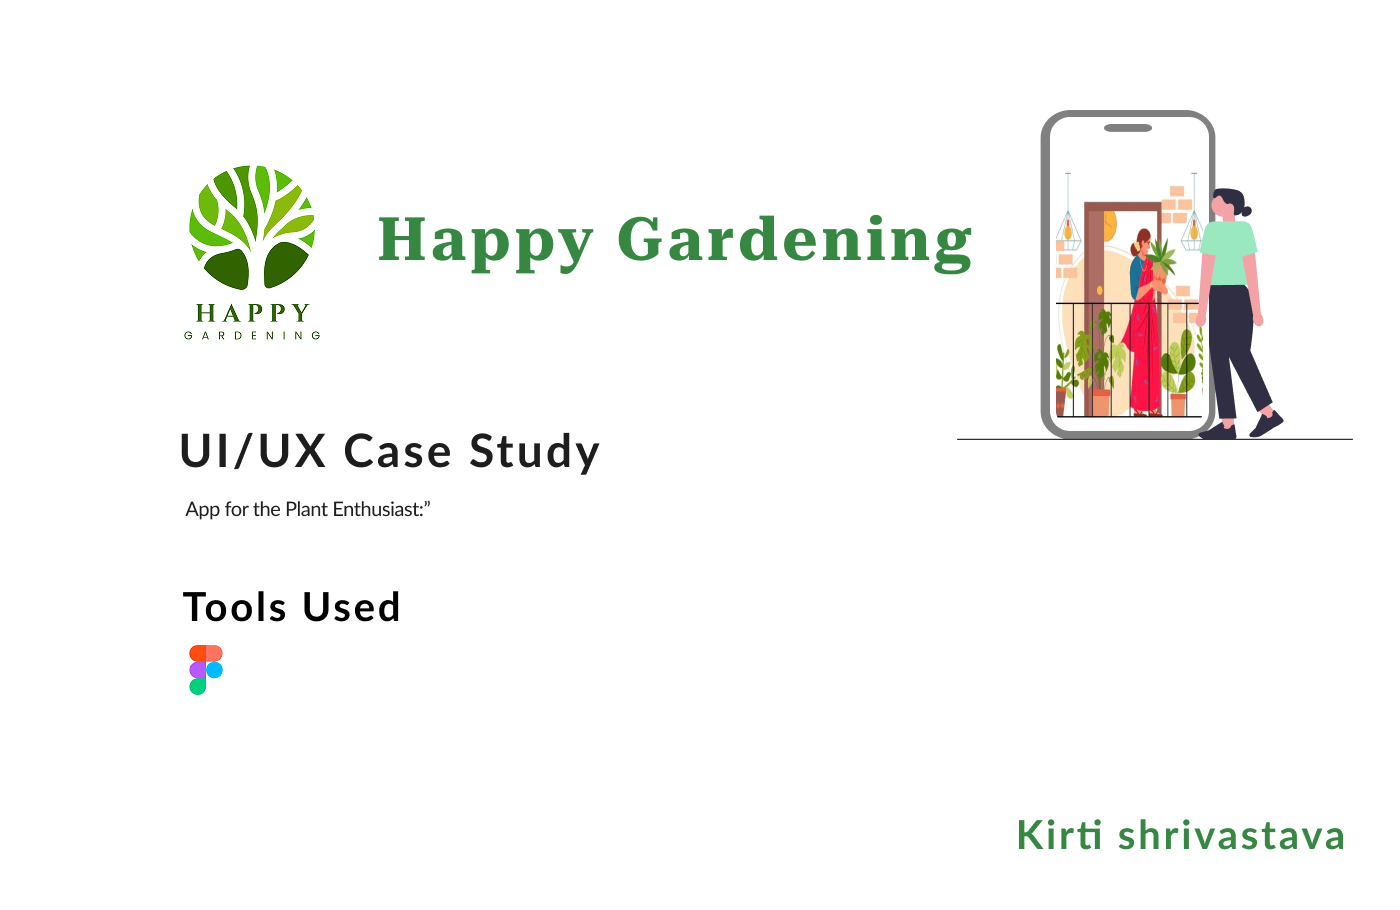 Happy Gardening
HAPPY
GARDENING
UI/UX Case Study
App for the Plant Enthusiast:”
Tools Used
Kirti shrivastava